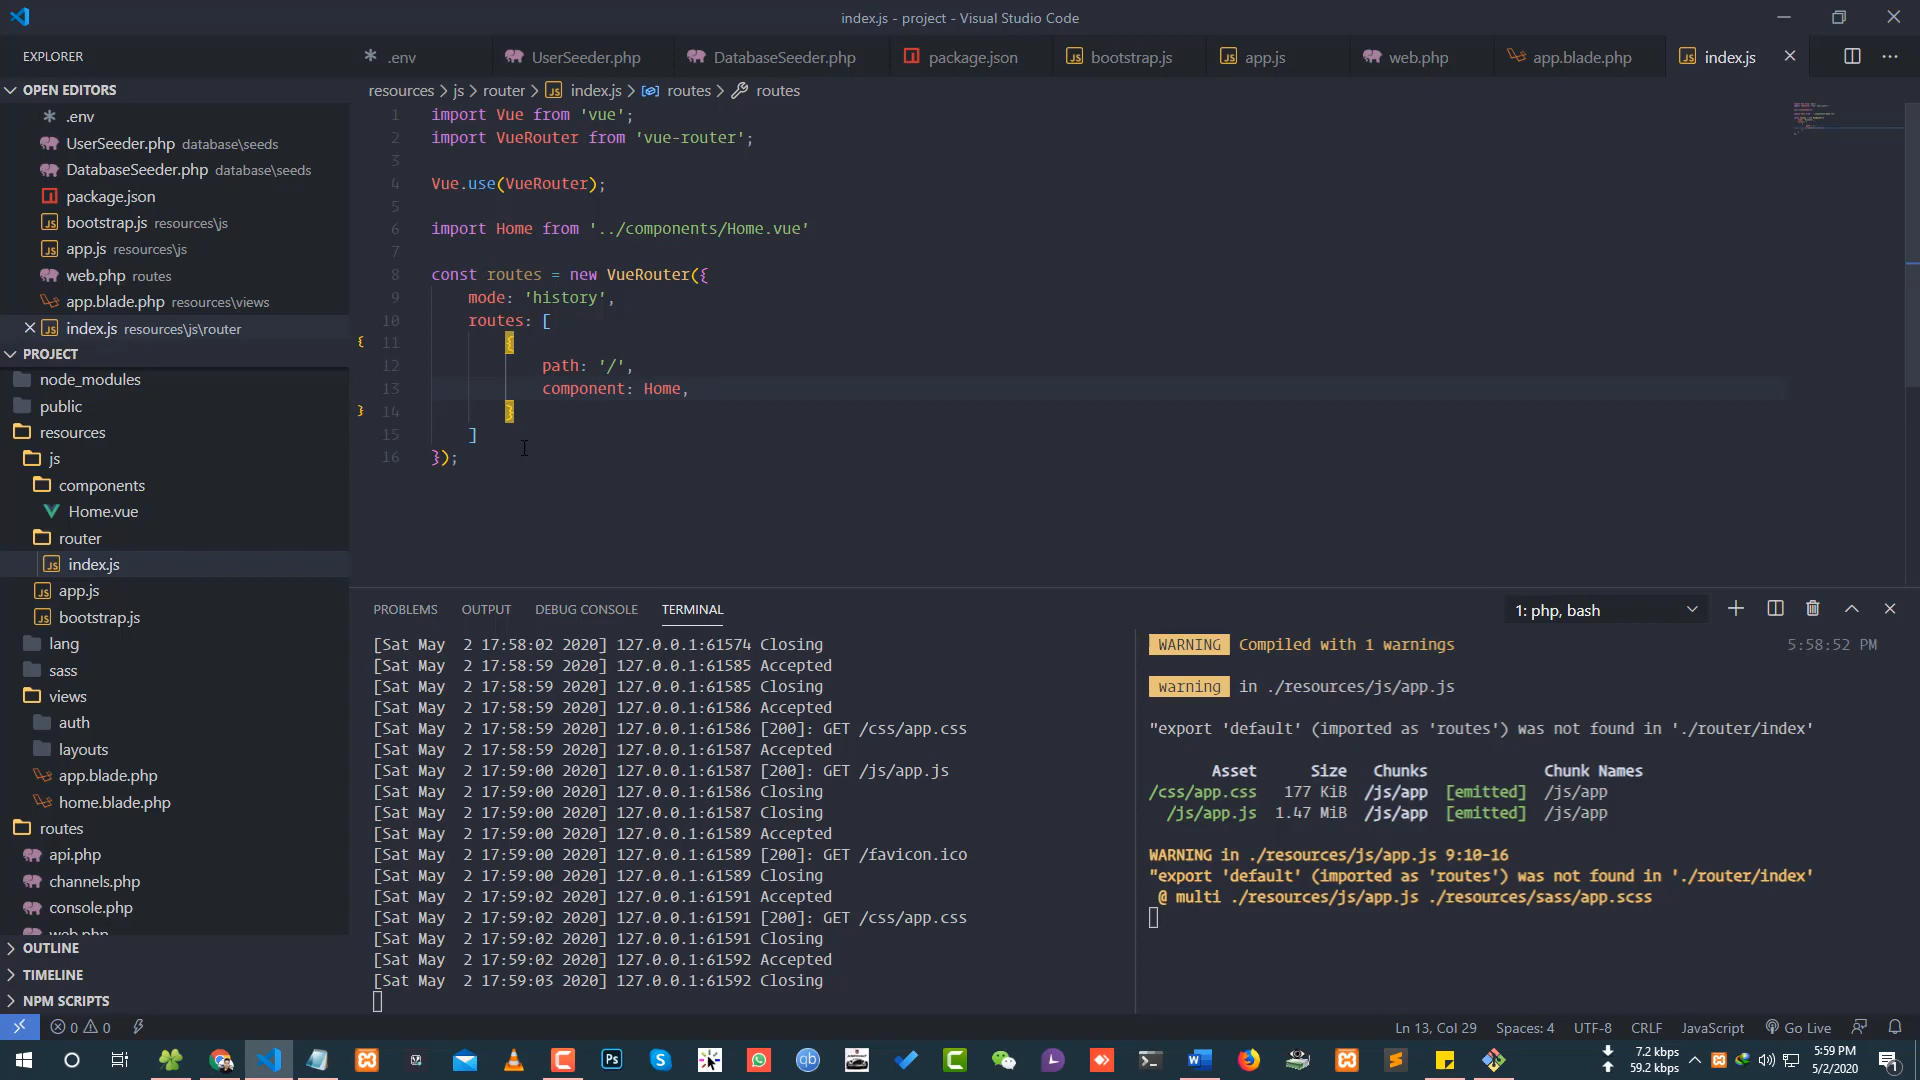 index.js - project - Visual Studio Code
EXPLORER
.env
UserSeeder.php
DatabaseSeeder.php
package.json
bootstrap.js
app.js
web.php
app.blade.php
index.js
OPEN EDITORS
.env
UserSeeder.php database\seeds
DatabaseSeeder.php database\seeds
package.json
bootstrap.js resources\js
app.js resources\js
web.php routes
app.blade.php resources\views
index.js resources\js\router
PROJECT
node_modules
public
resources
js
components
Home.vue
router
index.js
app.js
bootstrap.js
lang
sass
views
auth
layouts
app.blade.php
home.blade.php
routes
api.php
channels.php
console.php
web.php
OUTLINE
TIMELINE
NPM SCRIPTS
resources > js > router > index.js > routes > routes
1 import Vue from 'vue';
2 import VueRouter from 'vue-router';
3
4 Vue.use(VueRouter);
5
6 import Home from '../components/Home.vue'
7
8 const routes = new VueRouter({
9 mode: 'history',
10 routes: [
{ 11 {
12 path: '/',
13 component: Home,
} 14 }
15 ]
16 });
PROBLEMS OUTPUT DEBUG CONSOLE TERMINAL
1: php, bash
[Sat May  2 17:58:02 2020] 127.0.0.1:61574 Closing
[Sat May  2 17:58:59 2020] 127.0.0.1:61585 Accepted
[Sat May  2 17:58:59 2020] 127.0.0.1:61585 Closing
[Sat May  2 17:58:59 2020] 127.0.0.1:61586 Accepted
[Sat May  2 17:58:59 2020] 127.0.0.1:61586 [200]: GET /css/app.css
[Sat May  2 17:58:59 2020] 127.0.0.1:61587 Accepted
[Sat May  2 17:59:00 2020] 127.0.0.1:61587 [200]: GET /js/app.js
[Sat May  2 17:59:00 2020] 127.0.0.1:61586 Closing
[Sat May  2 17:59:00 2020] 127.0.0.1:61587 Closing
[Sat May  2 17:59:00 2020] 127.0.0.1:61589 Accepted
[Sat May  2 17:59:00 2020] 127.0.0.1:61589 [200]: GET /favicon.ico
[Sat May  2 17:59:00 2020] 127.0.0.1:61589 Closing
[Sat May  2 17:59:02 2020] 127.0.0.1:61591 Accepted
[Sat May  2 17:59:02 2020] 127.0.0.1:61591 [200]: GET /css/app.css
[Sat May  2 17:59:02 2020] 127.0.0.1:61591 Closing
[Sat May  2 17:59:02 2020] 127.0.0.1:61592 Accepted
[Sat May  2 17:59:03 2020] 127.0.0.1:61592 Closing
WARNING Compiled with 1 warnings 5:58:52 PM
warning in ./resources/js/app.js
"export 'default' (imported as 'routes') was not found in './router/index'
Asset Size Chunks Chunk Names
/css/app.css 177 KiB /js/app [emitted] /js/app
/js/app.js 1.47 MiB /js/app [emitted] /js/app
WARNING in ./resources/js/app.js 9:10-16
"export 'default' (imported as 'routes') was not found in './router/index'
@ multi ./resources/js/app.js ./resources/sass/app.scss
0 0
Ln 13, Col 29 Spaces: 4 UTF-8 CRLF JavaScript Go Live
7.2 kbps
59.2 kbps
5:59 PM
5/2/2020